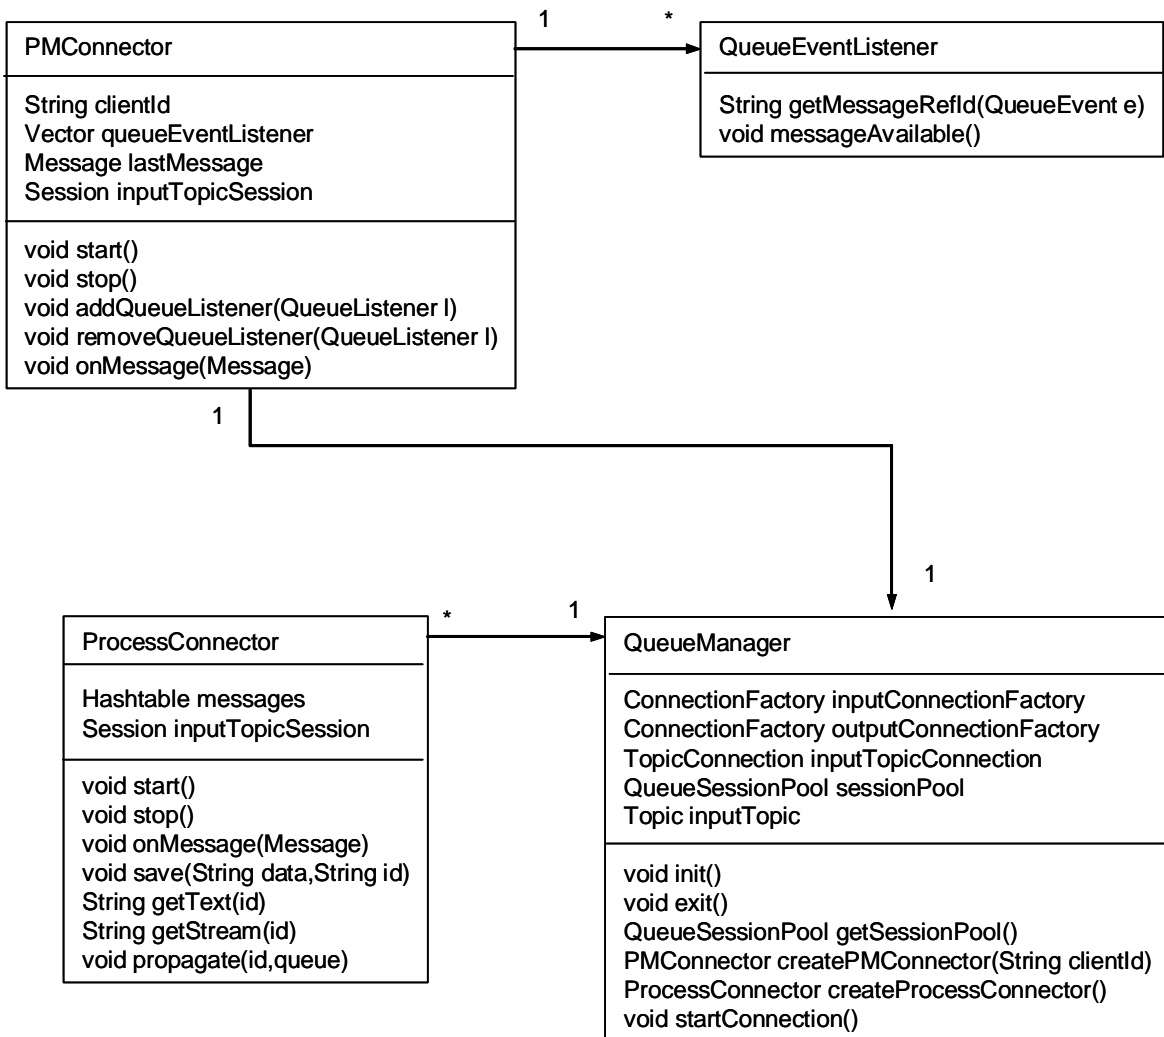 1 *
PMConnector
String clientId
Vector queueEventListener
Message lastMessage
Session inputTopicSession
void start()
void stop()
void addQueueListener(QueueListener l)
void removeQueueListener(QueueListener l)
void onMessage(Message)
QueueEventListener
String getMessageRefId(QueueEvent e)
void messageAvailable()
1
1
* 1
ProcessConnector
Hashtable messages
Session inputTopicSession
void start()
void stop()
void onMessage(Message)
void save(String data,String id)
String getText(id)
String getStream(id)
void propagate(id,queue)
QueueManager
ConnectionFactory inputConnectionFactory
ConnectionFactory outputConnectionFactory
TopicConnection inputTopicConnection
QueueSessionPool sessionPool
Topic inputTopic
void init()
void exit()
QueueSessionPool getSessionPool()
PMConnector createPMConnector(String clientId)
ProcessConnector createProcessConnector()
void startConnection()